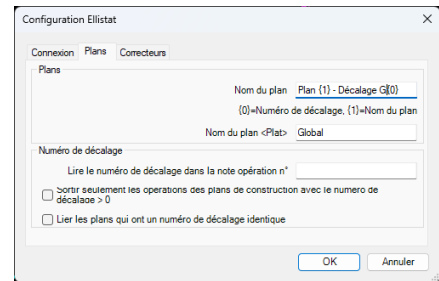 Configuration Ellistat
Connexion Plans Correcteurs
Plans
Nom du plan Plan {1} - Décalage G{0}
{0}=Numéro de décalage, {1}=Nom du plan
Nom du plan <Plat> Global
Numéro de décalage
Lire le numéro de décalage dans la note opération n°
Sortir seulement les opérations des plans de construction avec le numéro de
décalage > 0
Lier les plans qui ont un numéro de décalage identique
OK Annuler